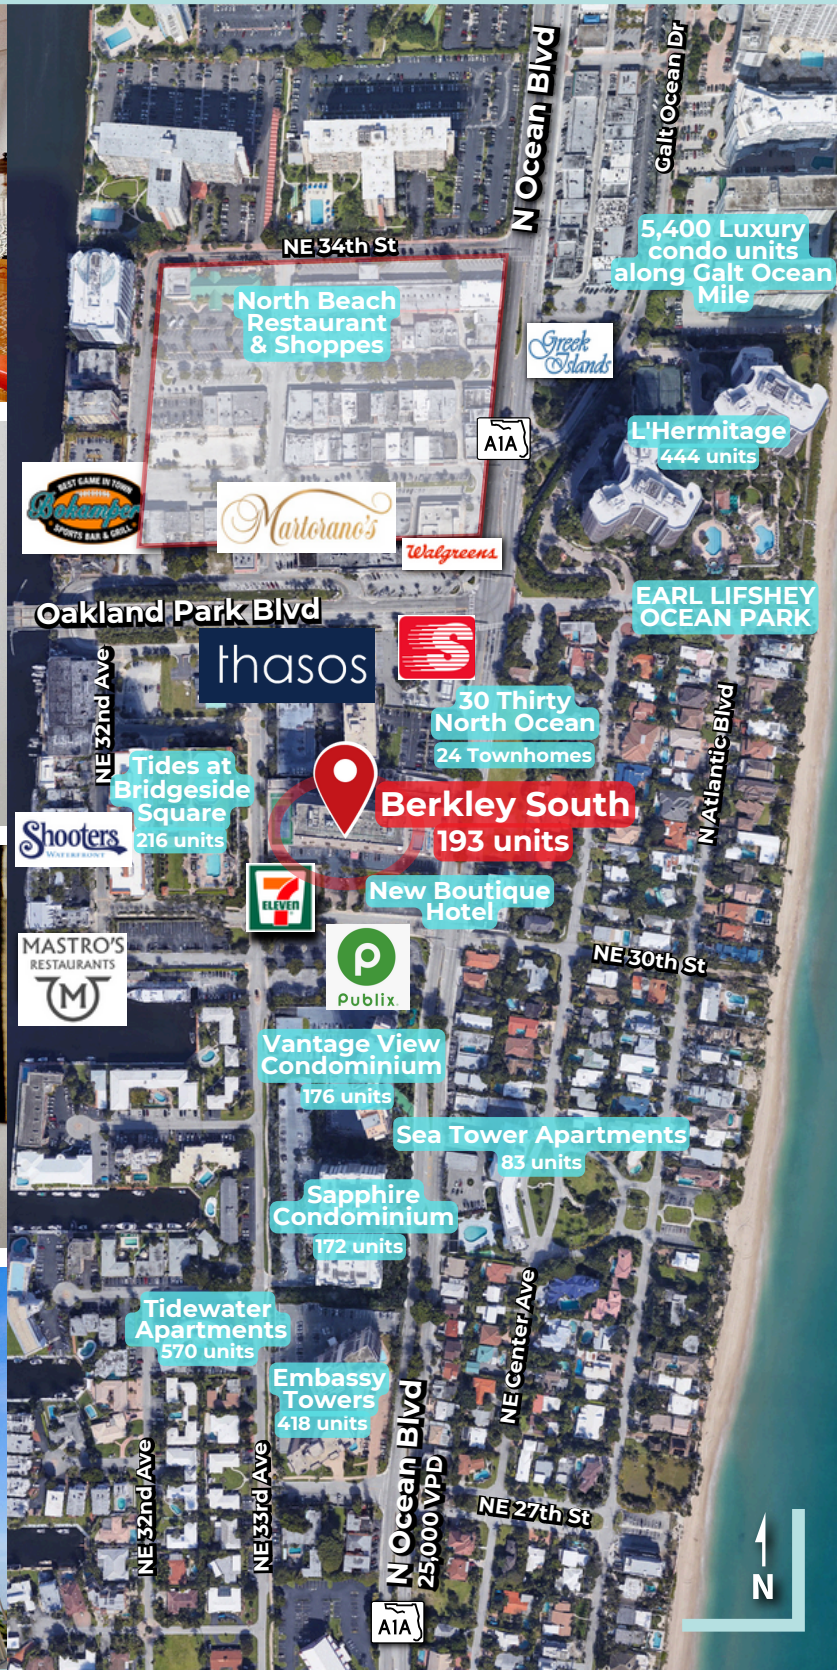 N Ocean Blvd
Galt Ocean Dr
NE 34th St
5,400 Luxury
condo units
along Galt Ocean
Mile
North Beach
Restaurant
& Shoppes
Greek
Islands
A1A
L'Hermitage
444 units
BEST GAME IN TOWN
Bokamper's
SPORTS BAR & GRILL
Martorano's
Walgreens
EARL LIFSHEY
OCEAN PARK
Oakland Park Blvd
thasos
S
NE 32nd Ave
30 Thirty
North Ocean
24 Townhomes
N Atlantic Blvd
Tides at
Bridgeside
Square
216 units
Berkley South
193 units
Shooters
WATERFRONT
7
ELEVEN
New Boutique
Hotel
MASTRO'S
RESTAURANTS
M
P
Publix.
NE 30th St
Vantage View
Condominium
176 units
Sea Tower Apartments
83 units
Sapphire
Condominium
172 units
NE Center Ave
Tidewater
Apartments
570 units
Embassy
Towers
418 units
N Ocean Blvd
25,000 VPD
NE 32nd Ave
NE 33rd Ave
NE 27th St
N
A1A